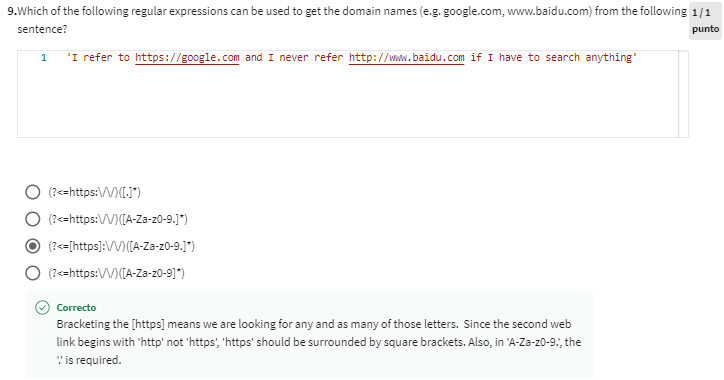 9.Which of the following regular expressions can be used to get the domain names (e.g. google.com, www.baidu.com) from the following
sentence?
1/1
punto
1 'I refer to https://google.com and I never refer http://www.baidu.com if I have to search anything'
(?<=https:\/\/)([.]*)
(?<=https:\/\/)([A-Za-z0-9.]*)
(?<=[https]:\/\/)([A-Za-z0-9.]*)
(?<=https:\/\/)([A-Za-z0-9]*)
Correcto
Bracketing the [https] means we are looking for any and as many of those letters. Since the second web
link begins with 'http' not 'https', 'https' should be surrounded by square brackets. Also, in 'A-Za-z0-9.', the
'.' is required.